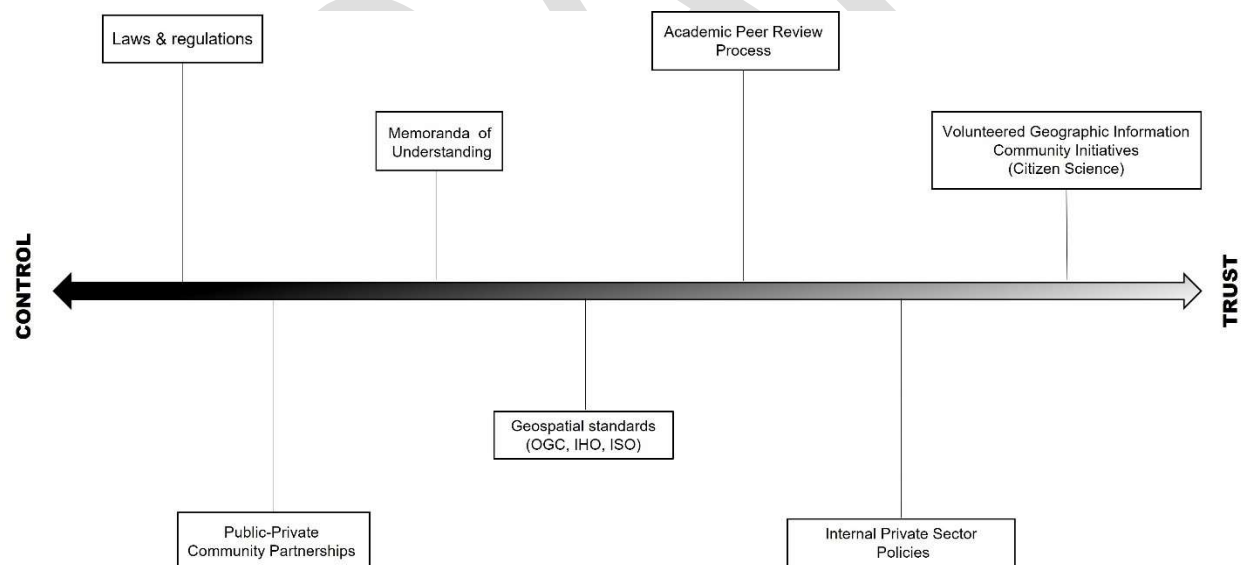 Laws & regulations
Academic Peer Review
Process
Memoranda of
Understanding
Volunteered Geographic Information
Community Initiatives
(Citizen Science)
CONTROL
TRUST
Geospatial standards
(OGC, IHO, ISO)
Public-Private
Community Partnerships
Internal Private Sector
Policies